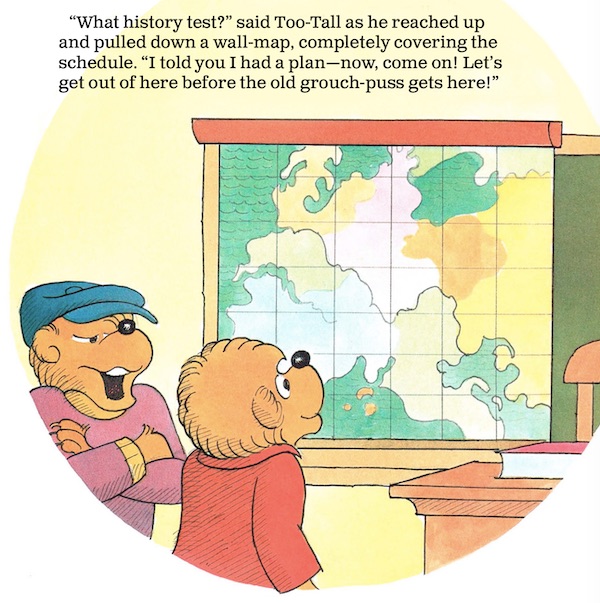 “What history test?” said Too-Tall as he reached up
and pulled down a wall-map, completely covering the
schedule. “I told you I had a plan—now, come on! Let’s
get out of here before the old grouch-puss gets here!”